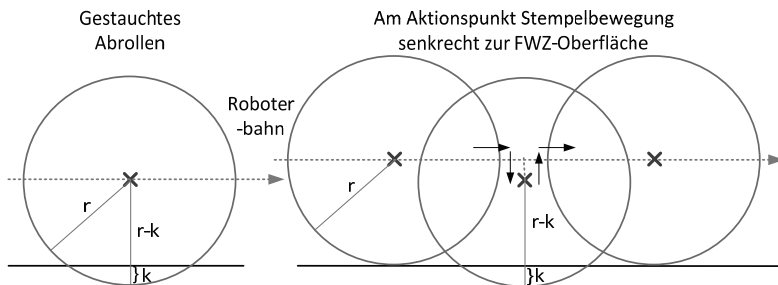 Gestauchtes
Abrollen
Am Aktionspunkt Stempelbewegung
senkrecht zur FWZ-Oberfläche
Roboter
-bahn
r
r-k
}k
r
r-k
}k